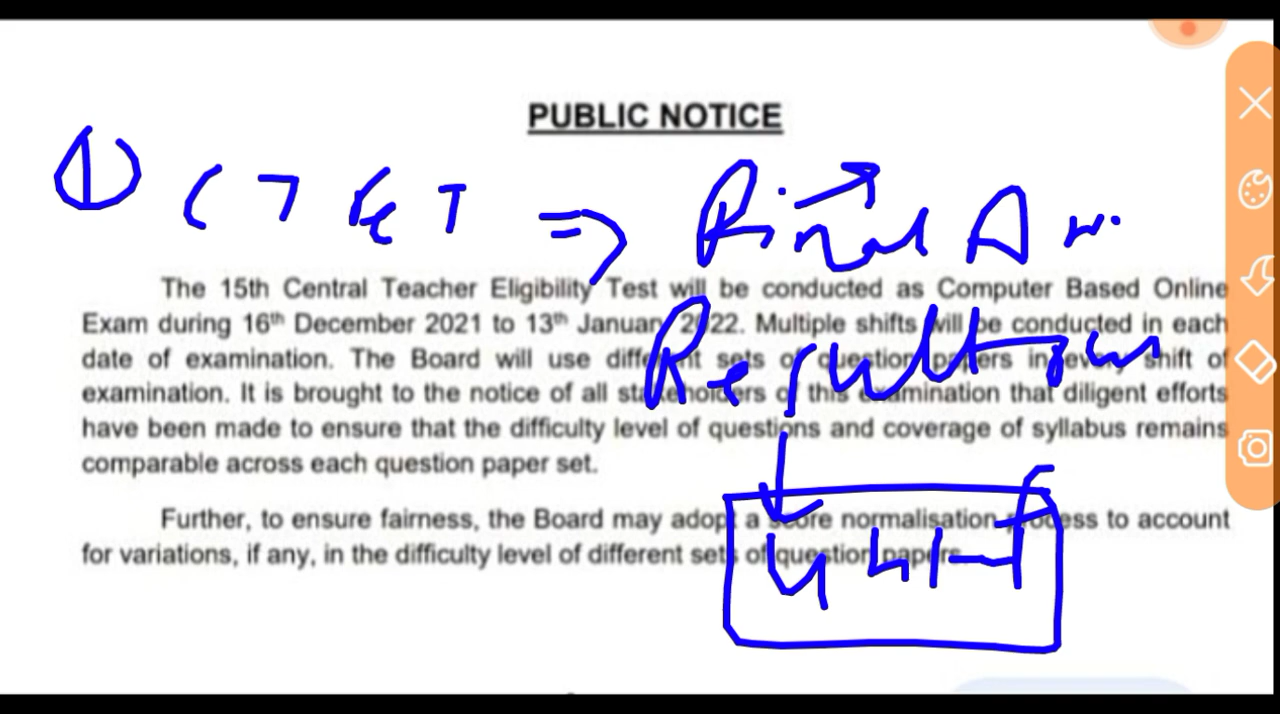 PUBLIC NOTICE
① CTET ⇒ Final An..
The 15th Central Teacher Eligibility Test will be conducted as Computer Based Online
Exam during 16th December 2021 to 13th January 2022. Multiple shifts will be conducted in each
date of examination. The Board will use different sets of question papers in every shift of
examination. It is brought to the notice of all stakeholders of this examination that diligent efforts
Result
have been made to ensure that the difficulty level of questions and coverage of syllabus remains
comparable across each question paper set.
Further, to ensure fairness, the Board may adopt a score normalisation process to account
for variations, if any, in the difficulty level of different sets of question papers.